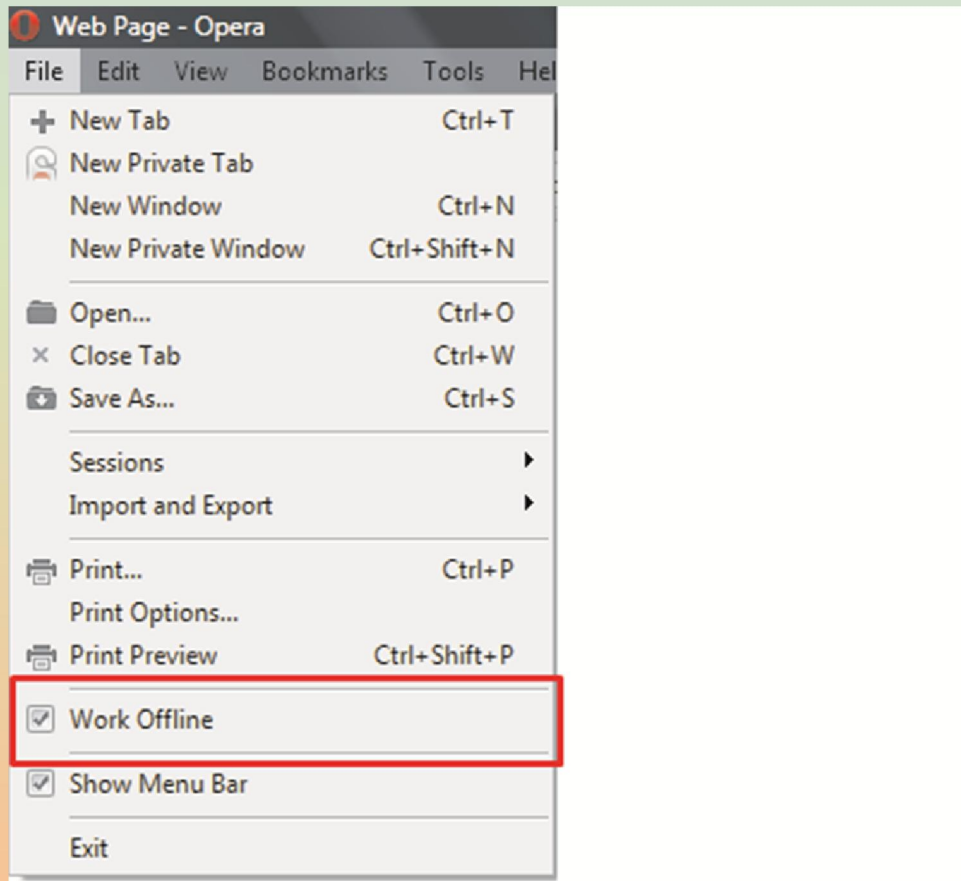 Web Page - Opera
File Edit View Bookmarks Tools Hel
New Tab Ctrl+T
New Private Tab
New Window Ctrl+N
New Private Window Ctrl+Shift+N
Open... Ctrl+O
Close Tab Ctrl+W
Save As... Ctrl+S
Sessions
Import and Export
Print... Ctrl+P
Print Options...
Print Preview Ctrl+Shift+P
Work Offline
Show Menu Bar
Exit